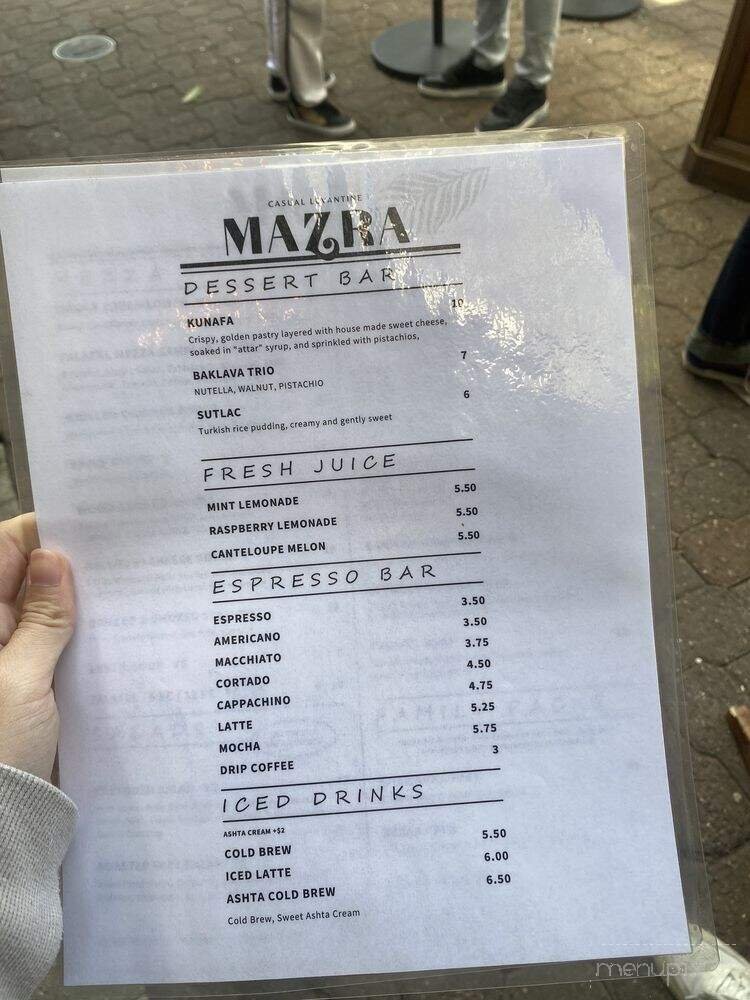 CASUAL LEVANTINE
MAZRA
DESSERT BAR
KUNAFA 10
Crispy, golden pastry layered with house made sweet cheese,
soaked in "attar" syrup, and sprinkled with pistachios,
BAKLAVA TRIO 7
NUTELLA, WALNUT, PISTACHIO
SUTLAC 6
Turkish rice pudding, creamy and gently sweet
FRESH JUICE
MINT LEMONADE 5.50
RASPBERRY LEMONADE 5.50
CANTELOUPE MELON 5.50
ESPRESSO BAR
ESPRESSO 3.50
AMERICANO 3.50
MACCHIATO 3.75
CORTADO 4.50
CAPPACHINO 4.75
LATTE 5.25
MOCHA 5.75
DRIP COFFEE 3
ICED DRINKS
ASHTA CREAM +$2
COLD BREW 5.50
ICED LATTE 6.00
ASHTA COLD BREW 6.50
Cold Brew, Sweet Ashta Cream
menupix